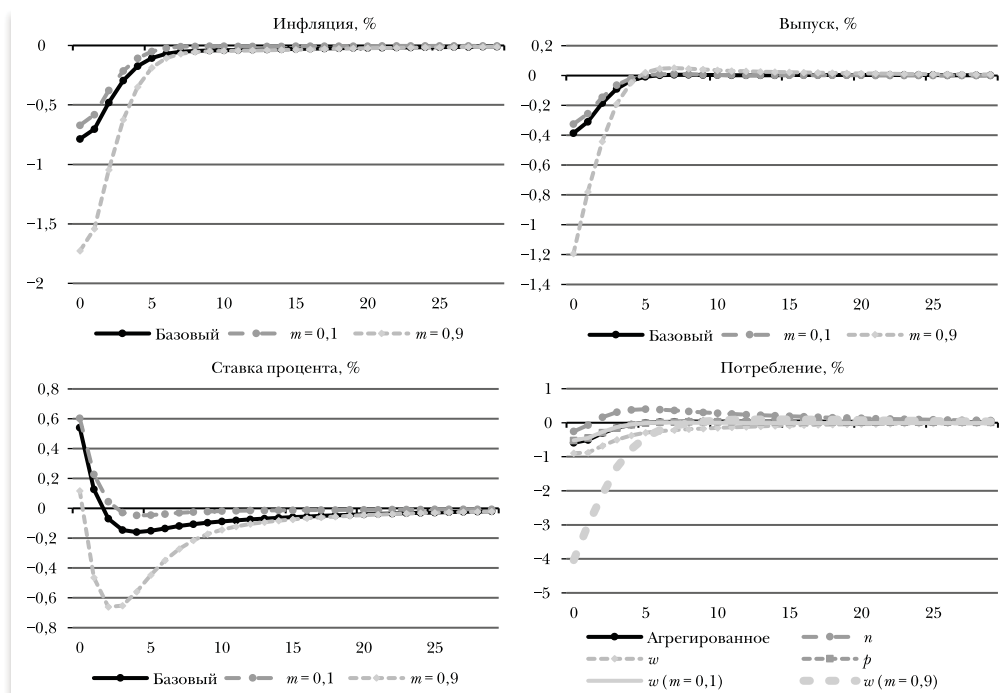 Инфляция, %
0
−0,5
−1
−1,5
−2
0 5 10 15 20 25
Базовый m = 0,1 m = 0,9
Выпуск, %
0,2
0
−0,2
−0,4
−0,6
−0,8
−1
−1,2
−1,4
0 5 10 15 20 25
Базовый m = 0,1 m = 0,9
Ставка процента, %
0,8
0,6
0,4
0,2
0
−0,2
−0,4
−0,6
−0,8
0 5 10 15 20 25
Базовый m = 0,1 m = 0,9
Потребление, %
1
0
−1
−2
−3
−4
−5
0 5 10 15 20 25
Агрегированное n
w p
w (m = 0,1) w (m = 0,9)